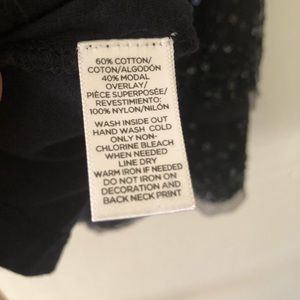 60% COTTON/
COTON/ALGODÓN
40% MODAL
OVERLAY/
PIÈCE SUPERPOSÉE/
REVESTIMIENTO:
100% NYLON/NILÓN
WASH INSIDE OUT
HAND WASH COLD
ONLY NON-
CHLORINE BLEACH
WHEN NEEDED
LINE DRY
WARM IRON IF NEEDED
DO NOT IRON ON
DECORATION AND
BACK NECK PRINT